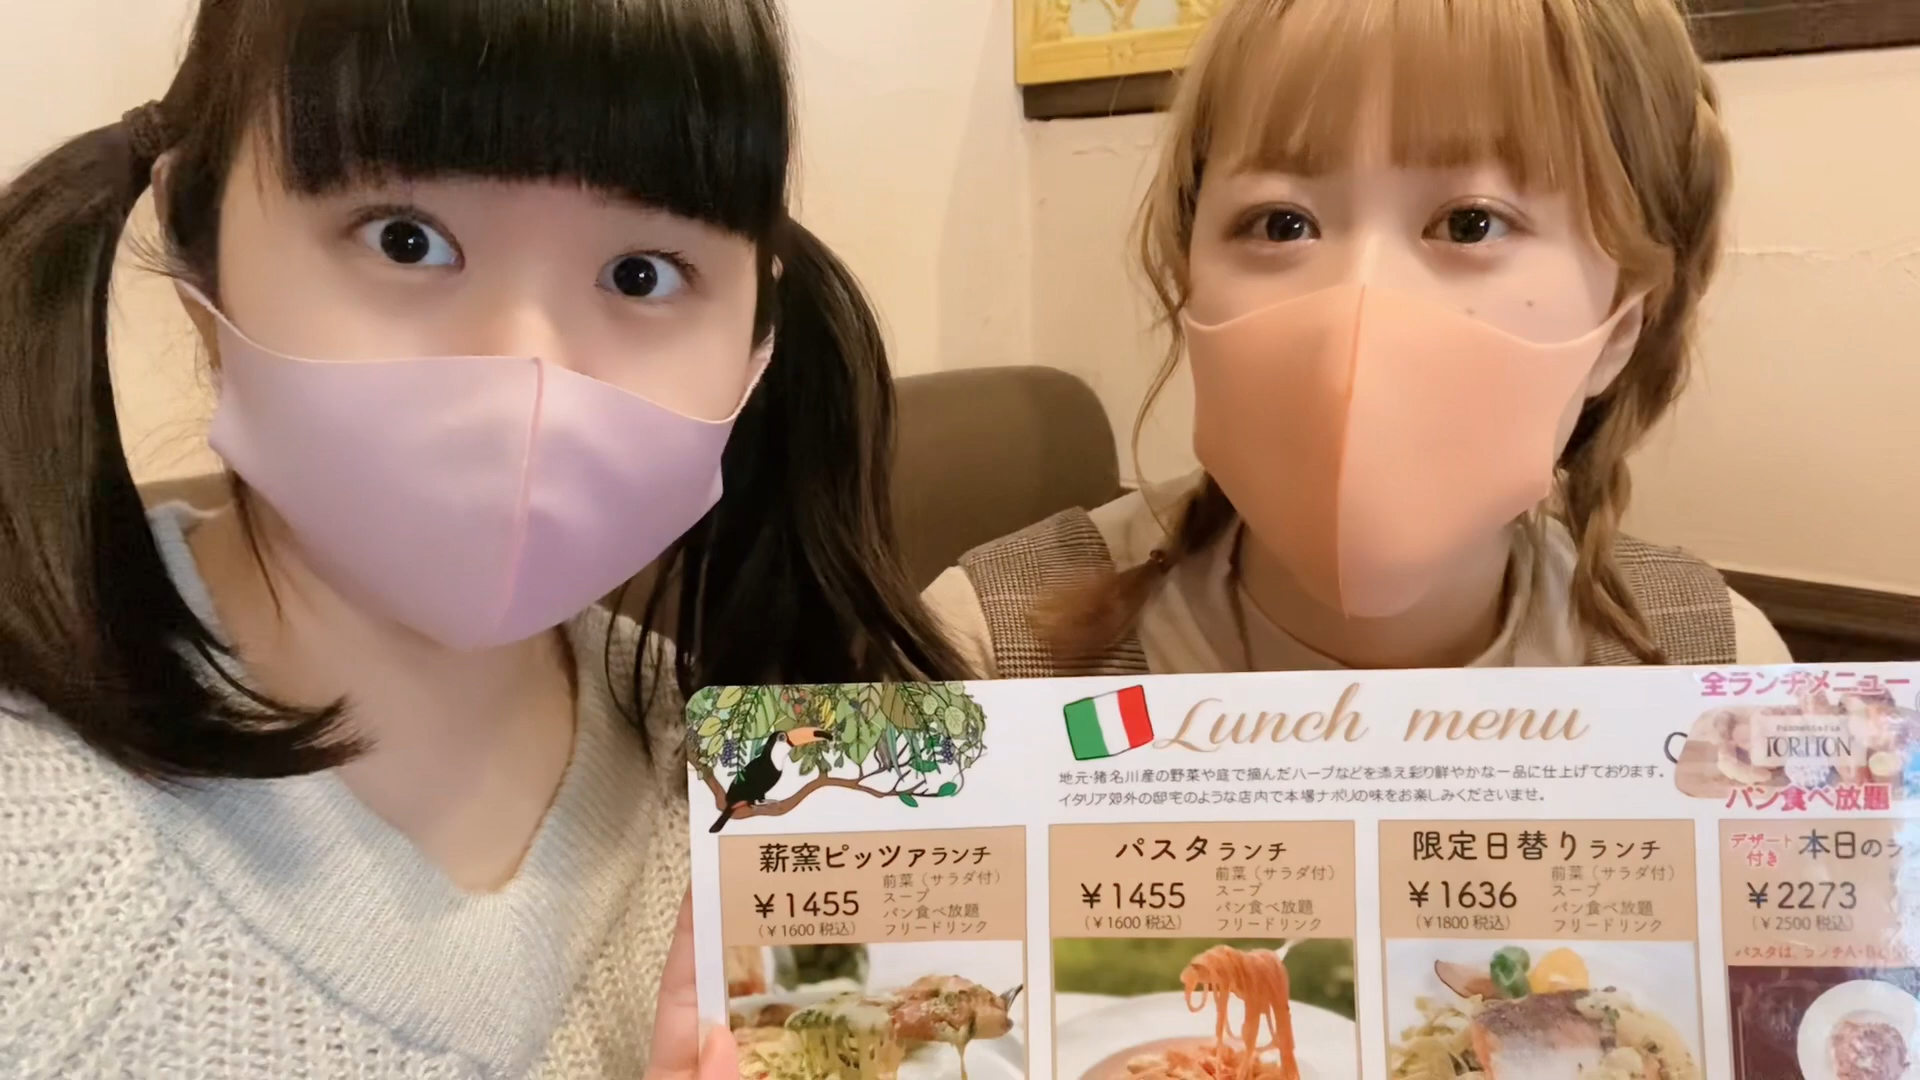 Lunch menu
全ランチメニュー
TORITON
パン食べ放題
地元・猪名川産の野菜や庭で摘んだハーブなどを添え彩り鮮やかな一品に仕上げております。
イタリア郊外の邸宅のような店内で本場ナポリの味をお楽しみくださいませ。
薪窯ピッツァランチ
¥1455
(¥1600 税込)
前菜（サラダ付）
スープ
パン食べ放題
フリードリンク
パスタランチ
¥1455
(¥1600 税込)
前菜（サラダ付）
スープ
パン食べ放題
フリードリンク
限定日替りランチ
¥1636
(¥1800 税込)
前菜（サラダ付）
スープ
パン食べ放題
フリードリンク
デザート付き
本日のラ
¥2273
(¥2500 税込)
パスタは、ランチA・B